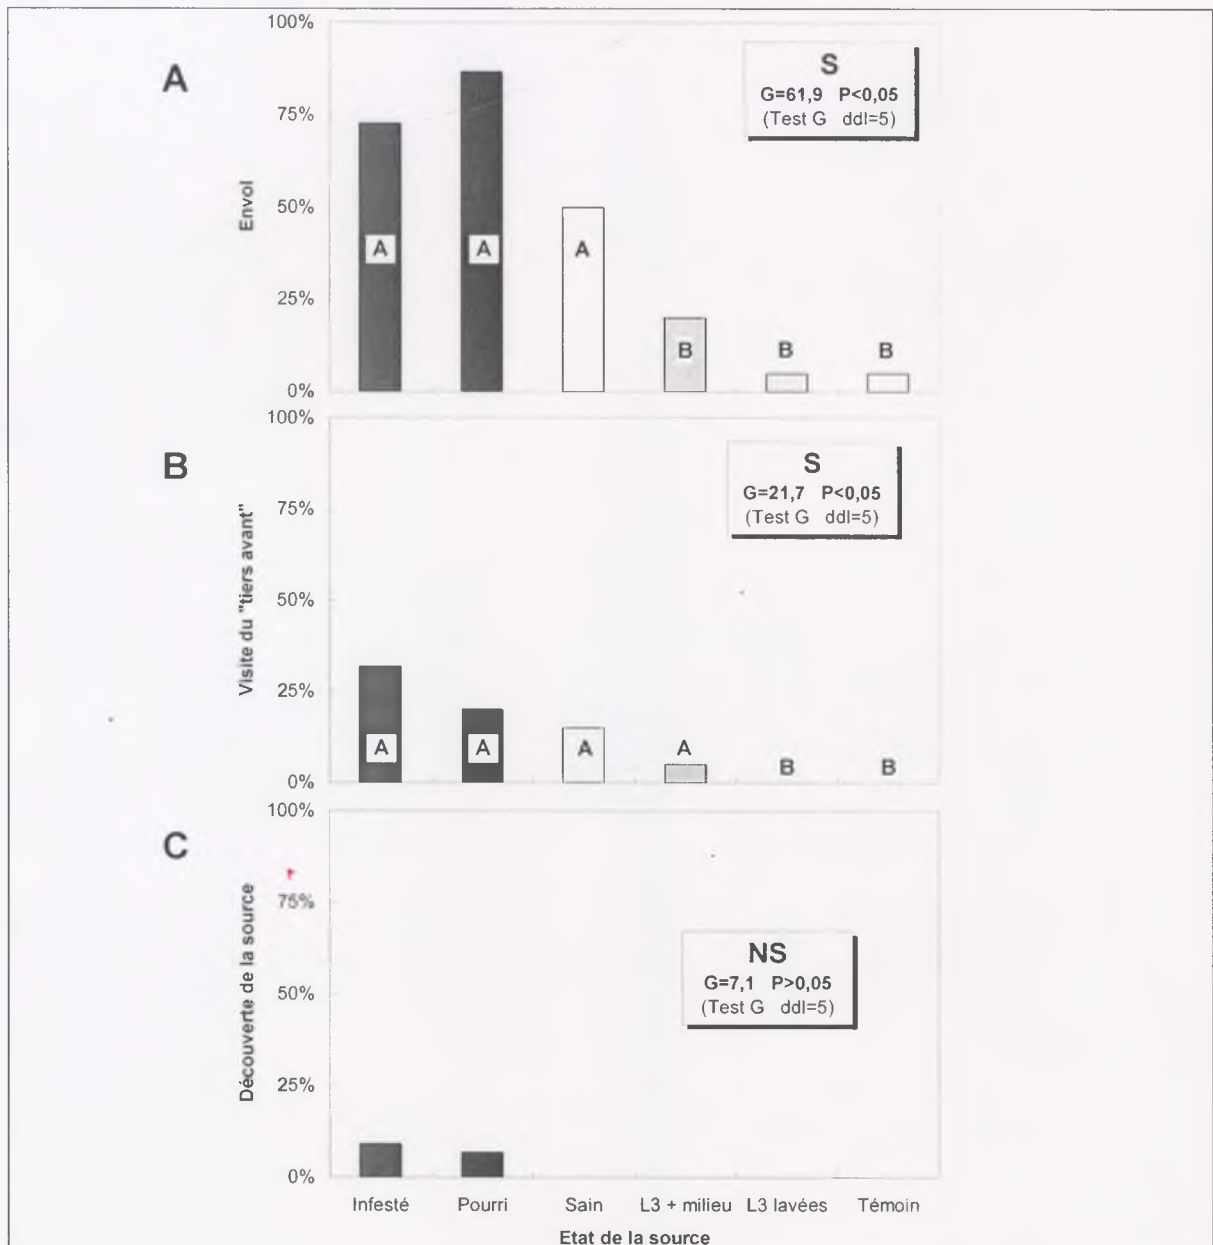 A
100%
75%
50%
25%
0%
Envol
S
G=61,9 P<0,05
(Test G ddl=5)
A
A
A
B
B
B
B
100%
75%
50%
25%
0%
Visite du "tiers avant"
S
G=21,7 P<0,05
(Test G ddl=5)
A
A
A
A
B
B
C
100%
75%
50%
25%
0%
Découverte de la source
NS
G=7,1 P>0,05
(Test G ddl=5)
Infesté Pourri Sain L3 + milieu L3 lavées Témoin
Etat de la source